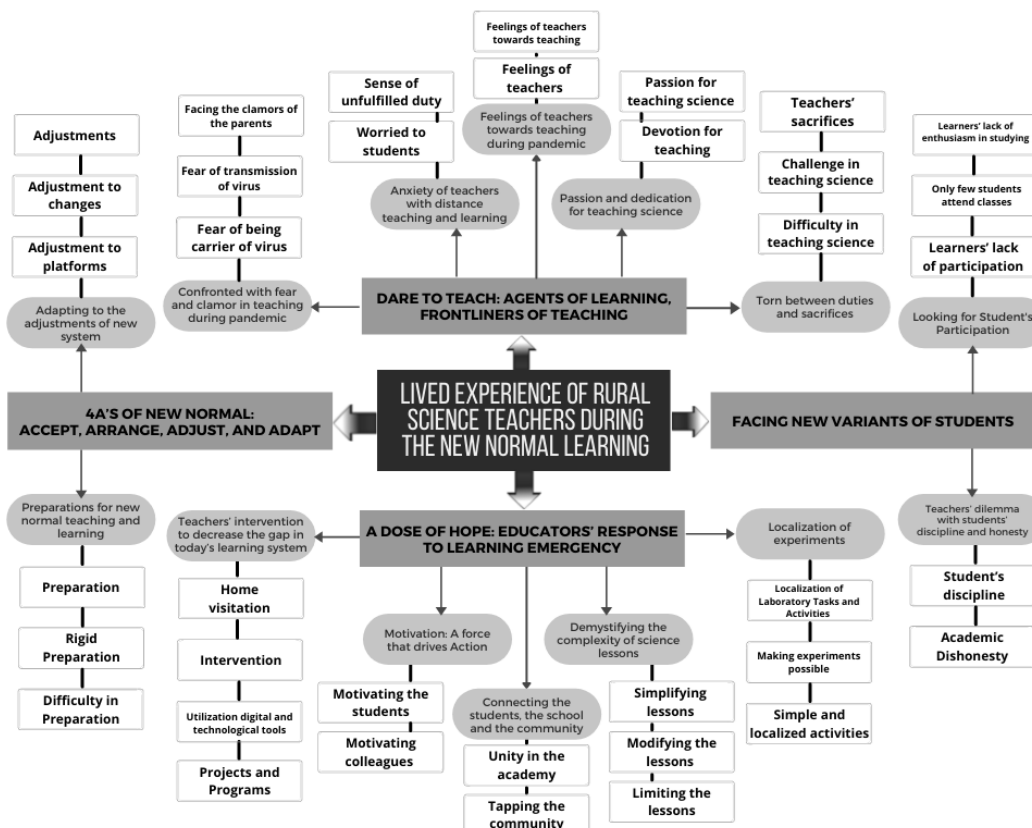 Feelings of teachers
towards teaching
Feelings of
teachers
Feelings of teachers
towards teaching
during pandemic
Sense of
unfulfilled duty
Worried to
students
Anxiety of teachers
with distance
teaching and learning
Passion for
teaching science
Devotion for
teaching
Passion and dedication
for teaching science
Adjustments
Adjustment to
changes
Adjustment to
platforms
Adapting to the
adjustments of new
system
Facing the clamors of
the parents
Fear of transmission
of virus
Fear of being
carrier of virus
Confronted with fear
and clamor in teaching
during pandemic
Teachers'
sacrifices
Challenge in
teaching science
Difficulty in
teaching science
Torn between duties
and sacrifices
Learners' lack of
enthusiasm in studying
Only few students
attend classes
Learners' lack
of participation
Looking for Student's
Participation
DARE TO TEACH: AGENTS OF LEARNING,
FRONTLINERS OF TEACHING
4A'S OF NEW NORMAL:
ACCEPT, ARRANGE, ADJUST, AND ADAPT
LIVED EXPERIENCE OF RURAL
SCIENCE TEACHERS DURING
THE NEW NORMAL LEARNING
FACING NEW VARIANTS OF STUDENTS
A DOSE OF HOPE: EDUCATORS' RESPONSE
TO LEARNING EMERGENCY
Preparations for new
normal teaching and
learning
Preparation
Rigid
Preparation
Difficulty in
Preparation
Teachers' intervention
to decrease the gap in
today's learning system
Home
visitation
Intervention
Utilization digital and
technological tools
Projects and
Programs
Motivation: A force
that drives Action
Motivating the
students
Motivating
colleagues
Connecting the
students, the school
and the community
Unity in the
academy
Tapping the
community
Demystifying the
complexity of science
lessons
Simplifying
lessons
Modifying the
lessons
Limiting the
lessons
Localization of
experiments
Localization of
Laboratory Tasks and
Activities
Making experiments
possible
Simple and
localized activities
Teachers' dilemma
with students'
discipline and honesty
Student's
discipline
Academic
Dishonesty